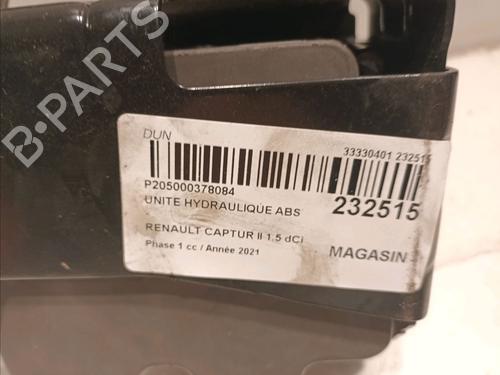 B-PARTS
DUN
33330401 232515
P205000378084
UNITE HYDRAULIQUE ABS
232515
RENAULT CAPTUR II 1.5 dCi
Phase 1 cc / Année 2021
MAGASIN